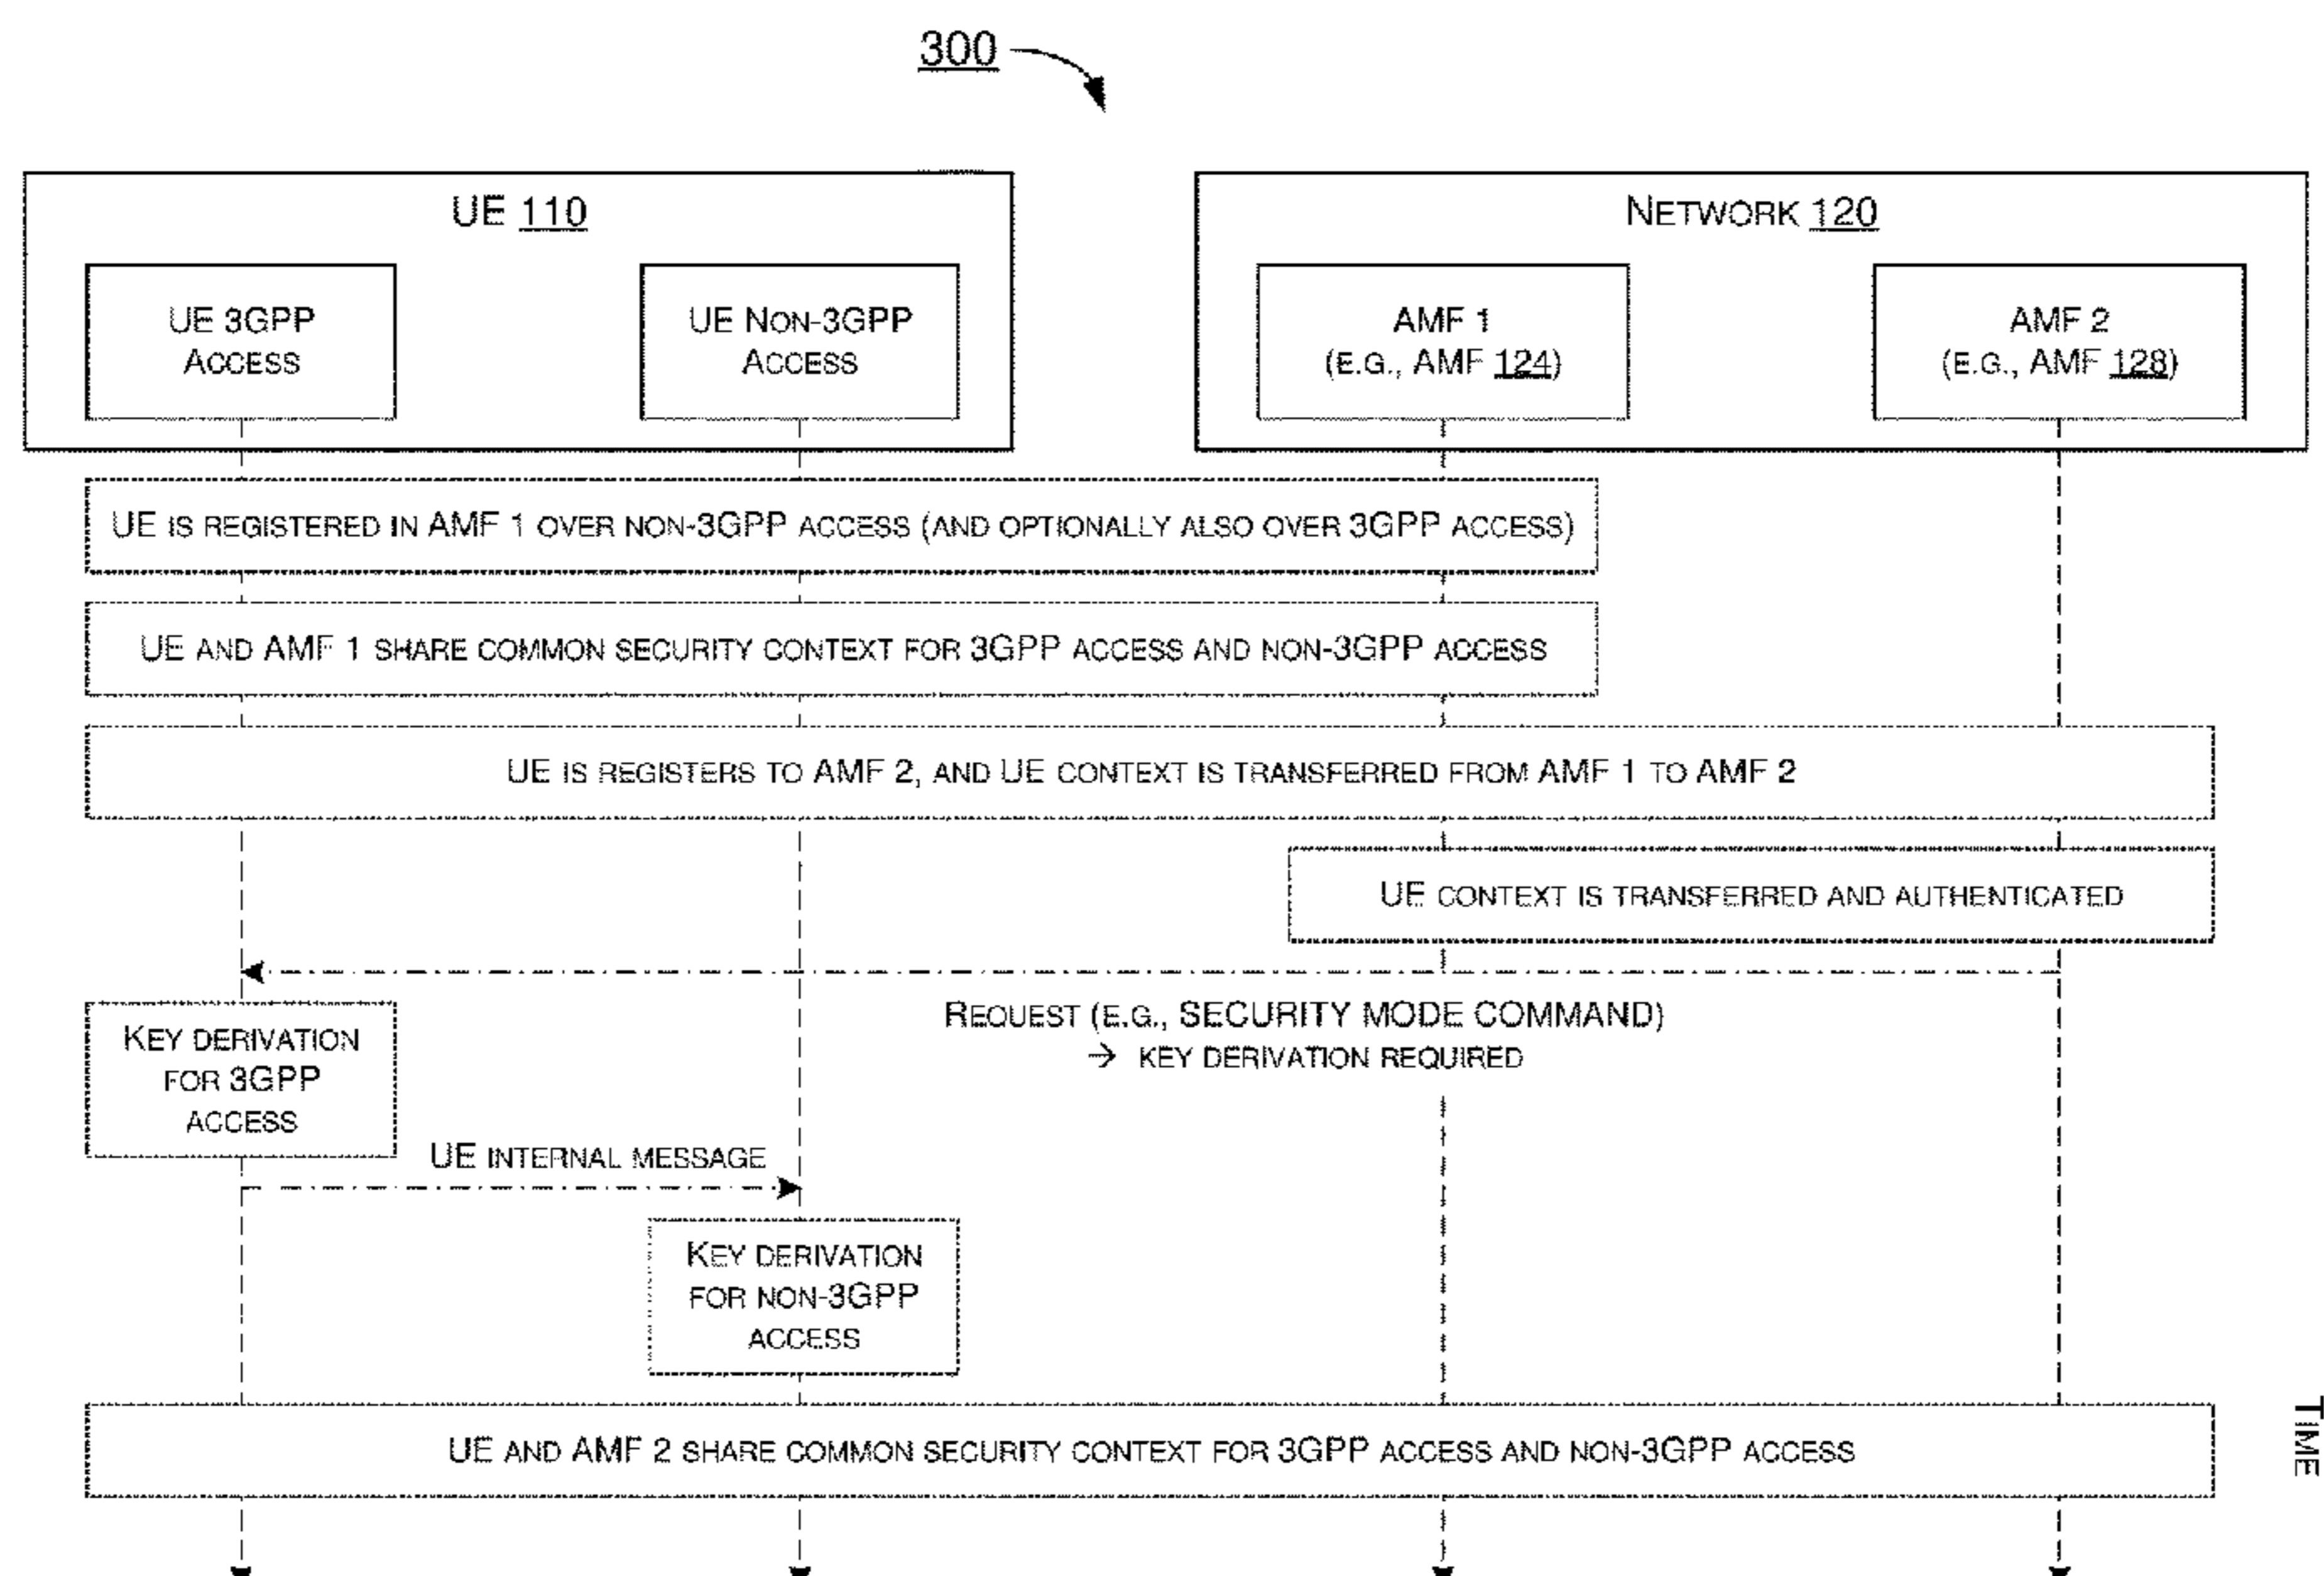 300
UE 110
NETWORK 120
UE 3GPP
ACCESS
UE NON-3GPP
ACCESS
AMF 1
(E.G., AMF 124)
AMF 2
(E.G., AMF 128)
UE IS REGISTERED IN AMF 1 OVER NON-3GPP ACCESS (AND OPTIONALLY ALSO OVER 3GPP ACCESS)
UE AND AMF 1 SHARE COMMON SECURITY CONTEXT FOR 3GPP ACCESS AND NON-3GPP ACCESS
UE IS REGISTERS TO AMF 2, AND UE CONTEXT IS TRANSFERRED FROM AMF 1 TO AMF 2
UE CONTEXT IS TRANSFERRED AND AUTHENTICATED
REQUEST (E.G., SECURITY MODE COMMAND)
→ KEY DERIVATION REQUIRED
KEY DERIVATION
FOR 3GPP
ACCESS
UE INTERNAL MESSAGE
KEY DERIVATION
FOR NON-3GPP
ACCESS
UE AND AMF 2 SHARE COMMON SECURITY CONTEXT FOR 3GPP ACCESS AND NON-3GPP ACCESS
TIME